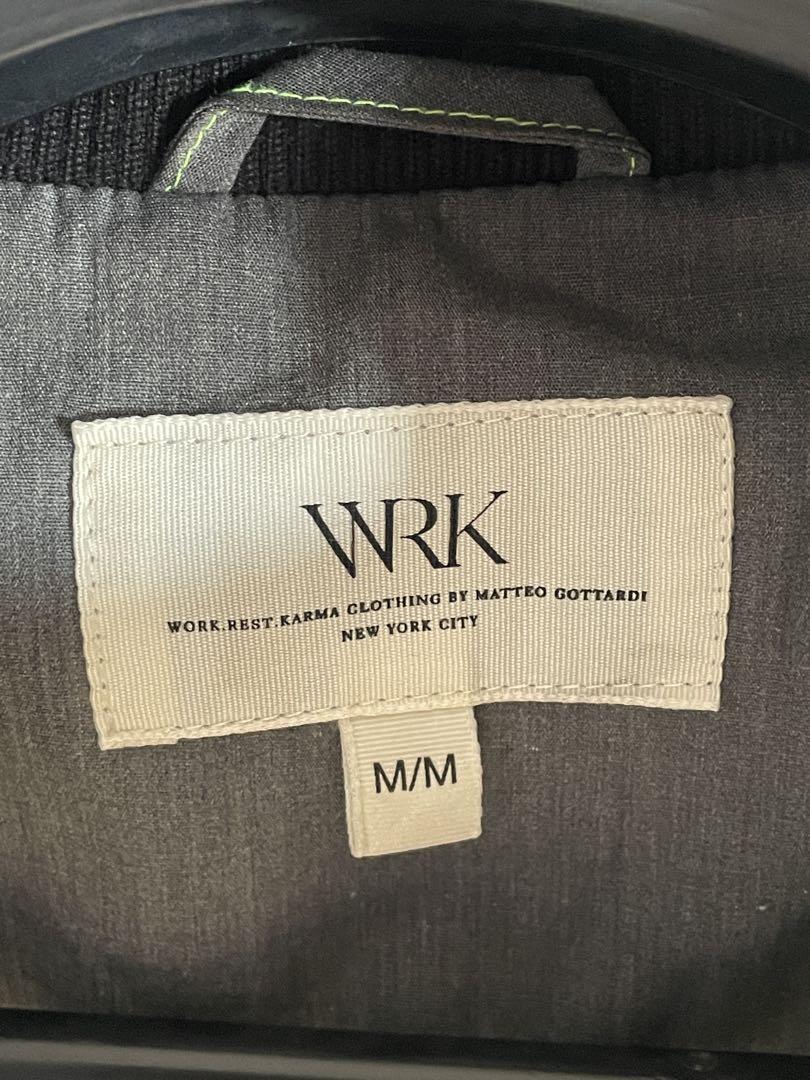 WRK
WORK.REST.KARMA CLOTHING BY MATTEO GOTTARDI
NEW YORK CITY
M/M